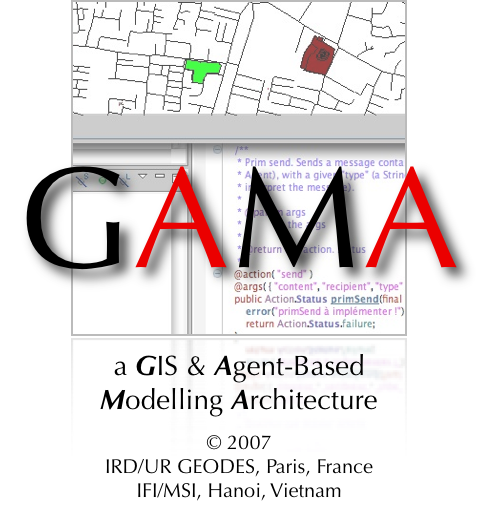 /**
* Prim send. Sends a message conta
Agent), with a given "type" (a String
interpret the message).
*
* args
* the args
*
* return action. status
*
@action( "send" )
@args( { "content", "recipient", "type"
public Action.Status primSend(final
error("primSend à implémenter !");
return Action.Status.failure;
GAMA
a GIS & Agent-Based
Modelling Architecture
© 2007
IRD/UR GEODES, Paris, France
IFI/MSI, Hanoi, Vietnam